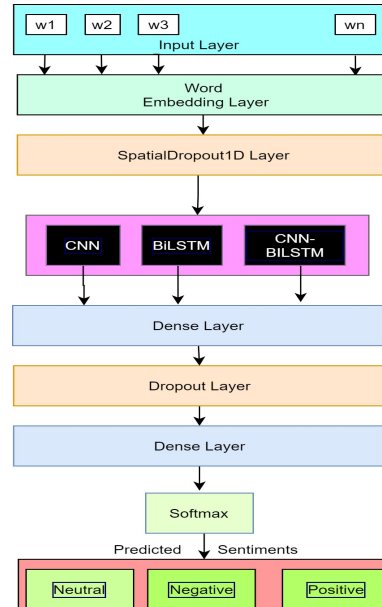 w1 w2 w3 wn
Input Layer
Word
Embedding Layer
SpatialDropout1D Layer
CNN BiLSTM CNN-
BILSTM
Dense Layer
Dropout Layer
Dense Layer
Softmax
Predicted Sentiments
Neutral Negative Positive